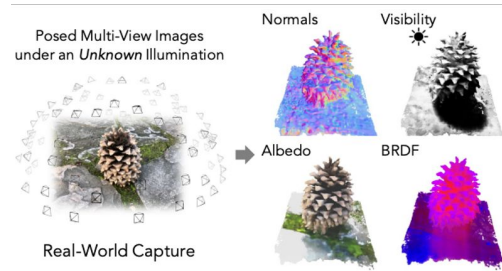 Posed Multi-View Images
under an Unknown Illumination
Real-World Capture
Normals
Visibility
Albedo
BRDF